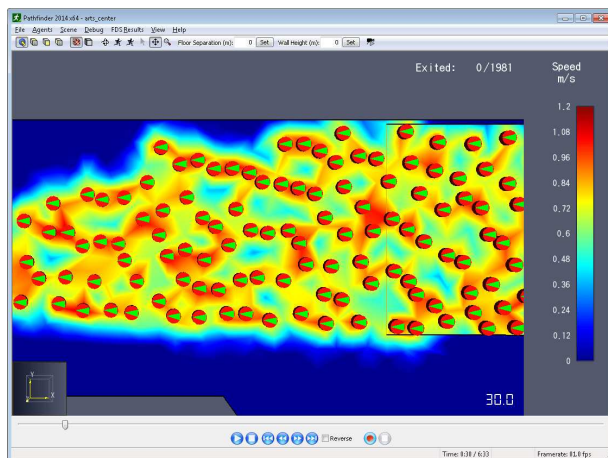 Pathfinder 2014 x64 - arts_center
File Agents Scene Debug FDS Results View Help
Floor Separation (m): 0 Set Wall Height (m): 0 Set
Exited: 0/1981
Speed
m/s
1.2
1.08
0.96
0.84
0.72
0.6
0.48
0.36
0.24
0.12
0
Y
X
30.0
Reverse
Time: 0:30 / 6:33 Framerate: 81.0 fps